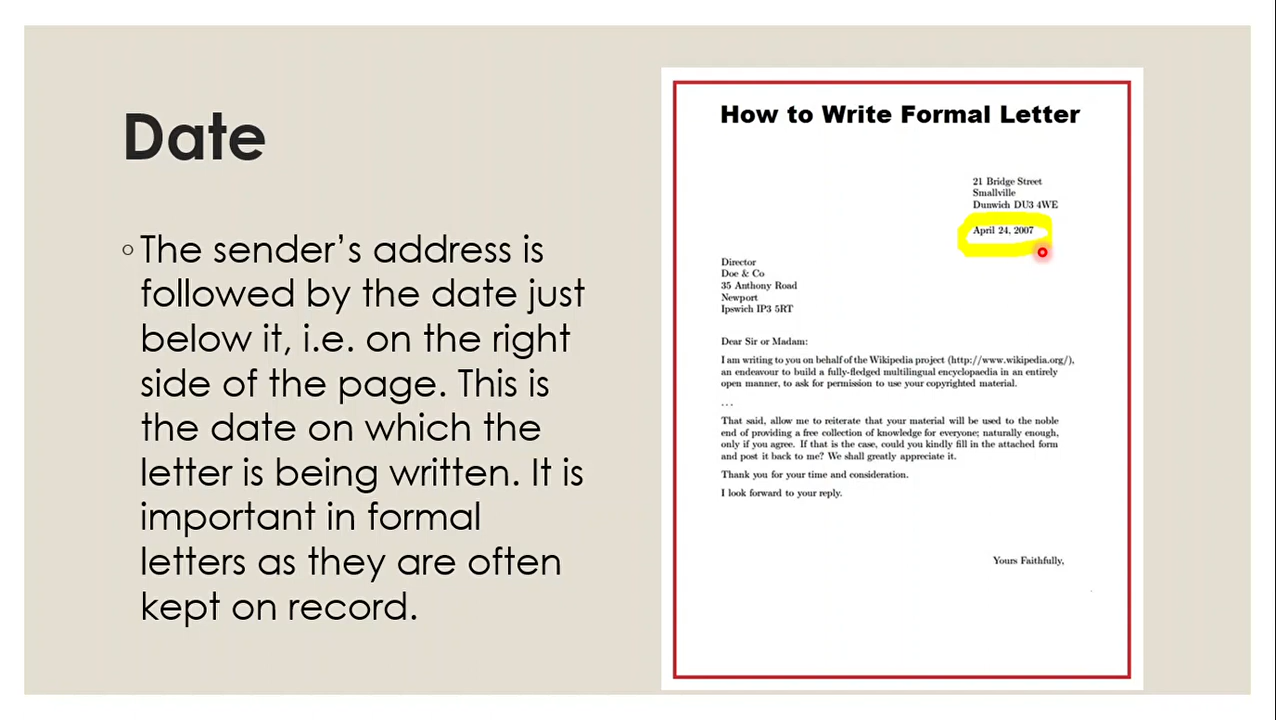 Date
◦ The sender’s address is
followed by the date just
below it, i.e. on the right
side of the page. This is
the date on which the
letter is being written. It is
important in formal
letters as they are often
kept on record.
How to Write Formal Letter
21 Bridge Street
Smallville
Dunwich DU3 4WE
April 24, 2007
Director
Doe & Co
35 Anthony Road
Newport
Ipswich IP3 5RT
Dear Sir or Madam:
I am writing to you on behalf of the Wikipedia project (http://www.wikipedia.org/),
an endeavour to build a fully-fledged multilingual encyclopaedia in an entirely
open manner, to ask for permission to use your copyrighted material.
...
That said, allow me to reiterate that your material will be used to the noble
end of providing a free collection of knowledge for everyone; naturally enough,
only if you agree. If that is the case, could you kindly fill in the attached form
and post it back to me? We shall greatly appreciate it.
Thank you for your time and consideration.
I look forward to your reply.
Yours Faithfully,